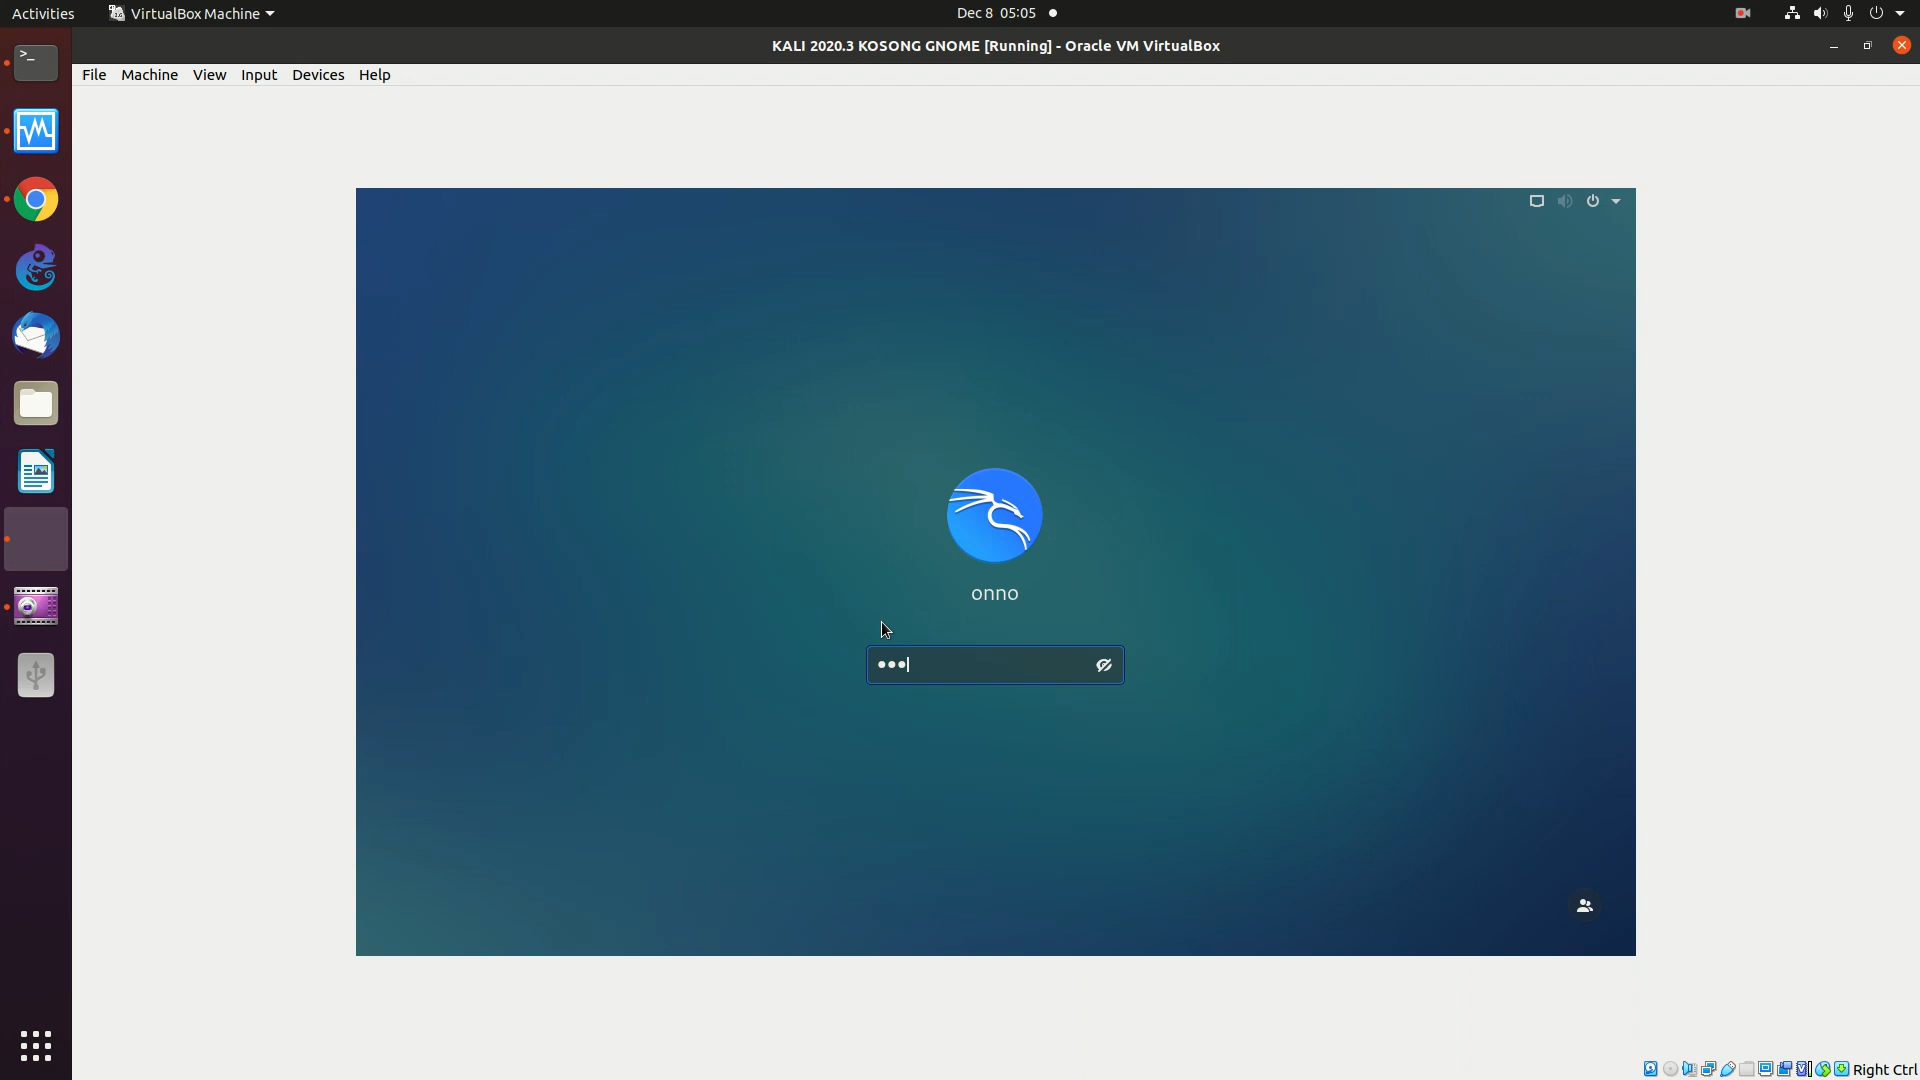 Activities
VirtualBox Machine
Dec 8 05:05
KALI 2020.3 KOSONG GNOME [Running] - Oracle VM VirtualBox
File Machine View Input Devices Help
>_
onno
Right Ctrl